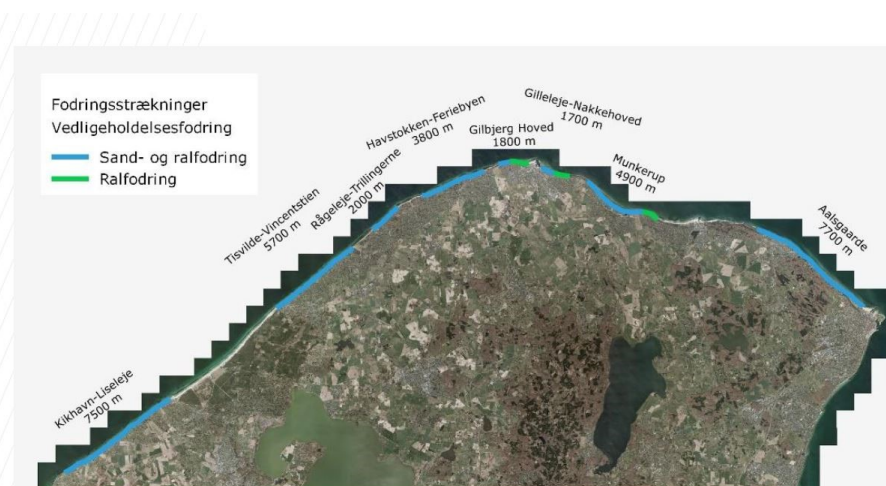 Fodringsstrækninger
Vedligeholdelsesfodring
Sand- og ralfodring
Ralfodring
Kikhavn-Liseleje
7500 m
Tisvilde-Vincentstien
5700 m
Rågeleje-Trillingerne
2000 m
Havstokken-Feriebyen
3800 m
Gilbjerg Hoved
1800 m
Gilleleje-Nakkehoved
1700 m
Munkerup
4900 m
Aalsgaarde
7700 m